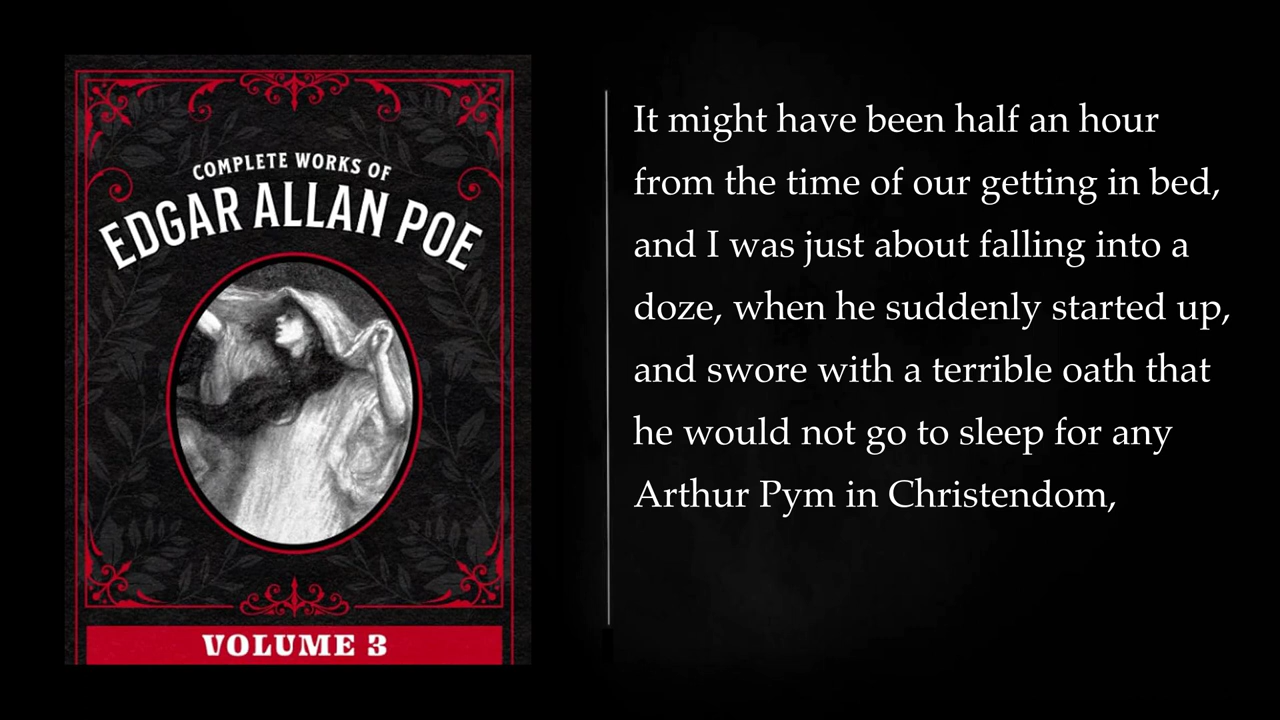 COMPLETE WORKS OF
EDGAR ALLAN POE
VOLUME 3
It might have been half an hour
from the time of our getting in bed,
and I was just about falling into a
doze, when he suddenly started up,
and swore with a terrible oath that
he would not go to sleep for any
Arthur Pym in Christendom,